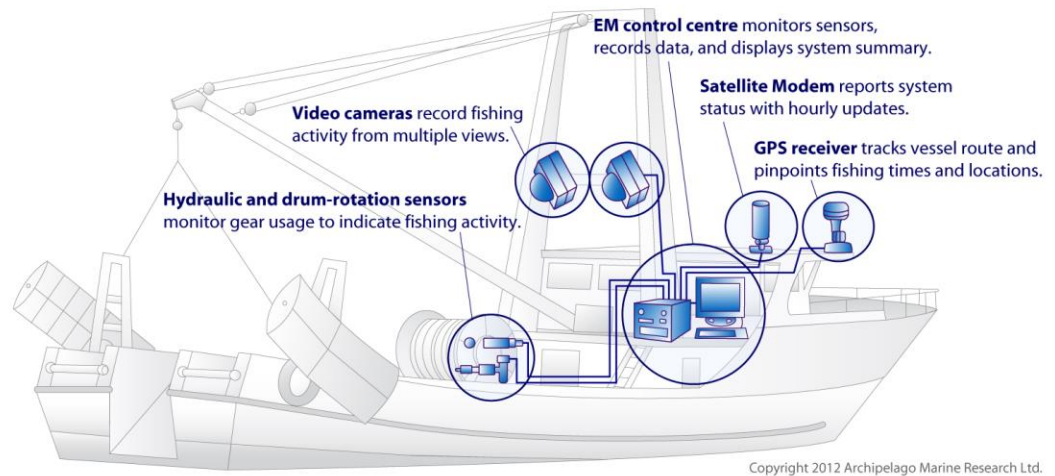 EM control centre monitors sensors,
records data, and displays system summary.
Satellite Modem reports system
status with hourly updates.
Video cameras record fishing
activity from multiple views.
GPS receiver tracks vessel route and
pinpoints fishing times and locations.
Hydraulic and drum-rotation sensors
monitor gear usage to indicate fishing activity.
Copyright 2012 Archipelago Marine Research Ltd.